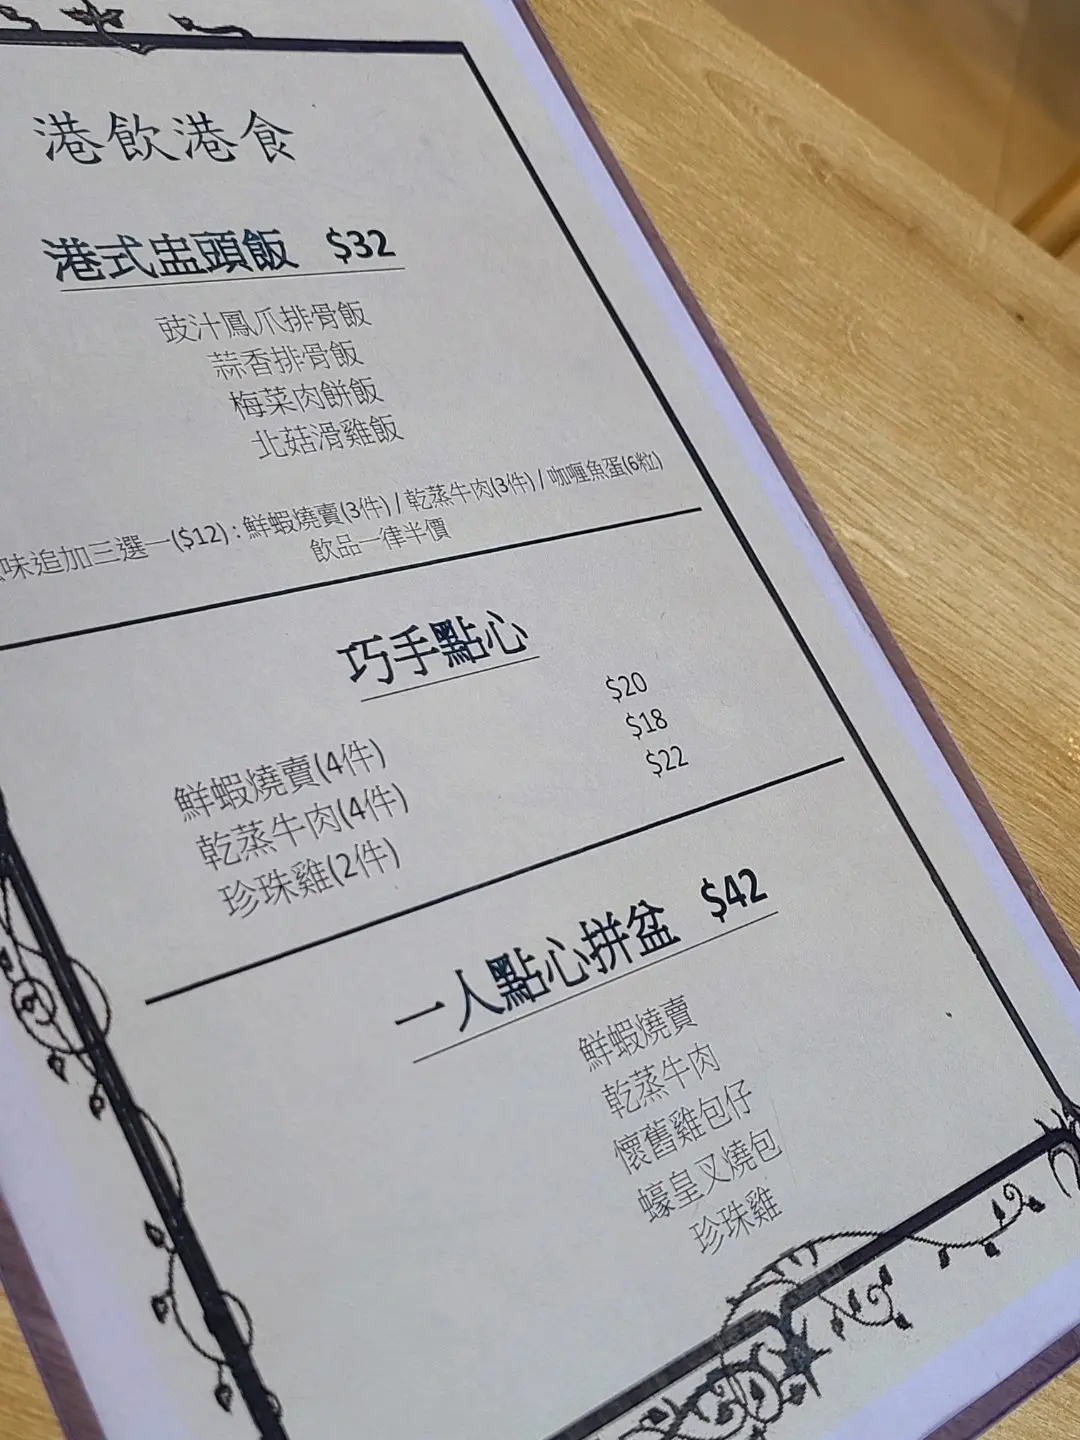 港飲港食
港式盅頭飯 $32
豉汁鳳爪排骨飯
蒜香排骨飯
梅菜肉餅飯
北菇滑雞飯
味追加三選一($12) : 鮮蝦燒賣(3件) / 乾蒸牛肉(3件) / 咖喱魚蛋(6粒)
飲品一律半價
巧手點心
鮮蝦燒賣(4件) $20
乾蒸牛肉(4件) $18
珍珠雞(2件) $22
一人點心拼盆 $42
鮮蝦燒賣
乾蒸牛肉
懷舊雞包仔
蠔皇叉燒包
珍珠雞